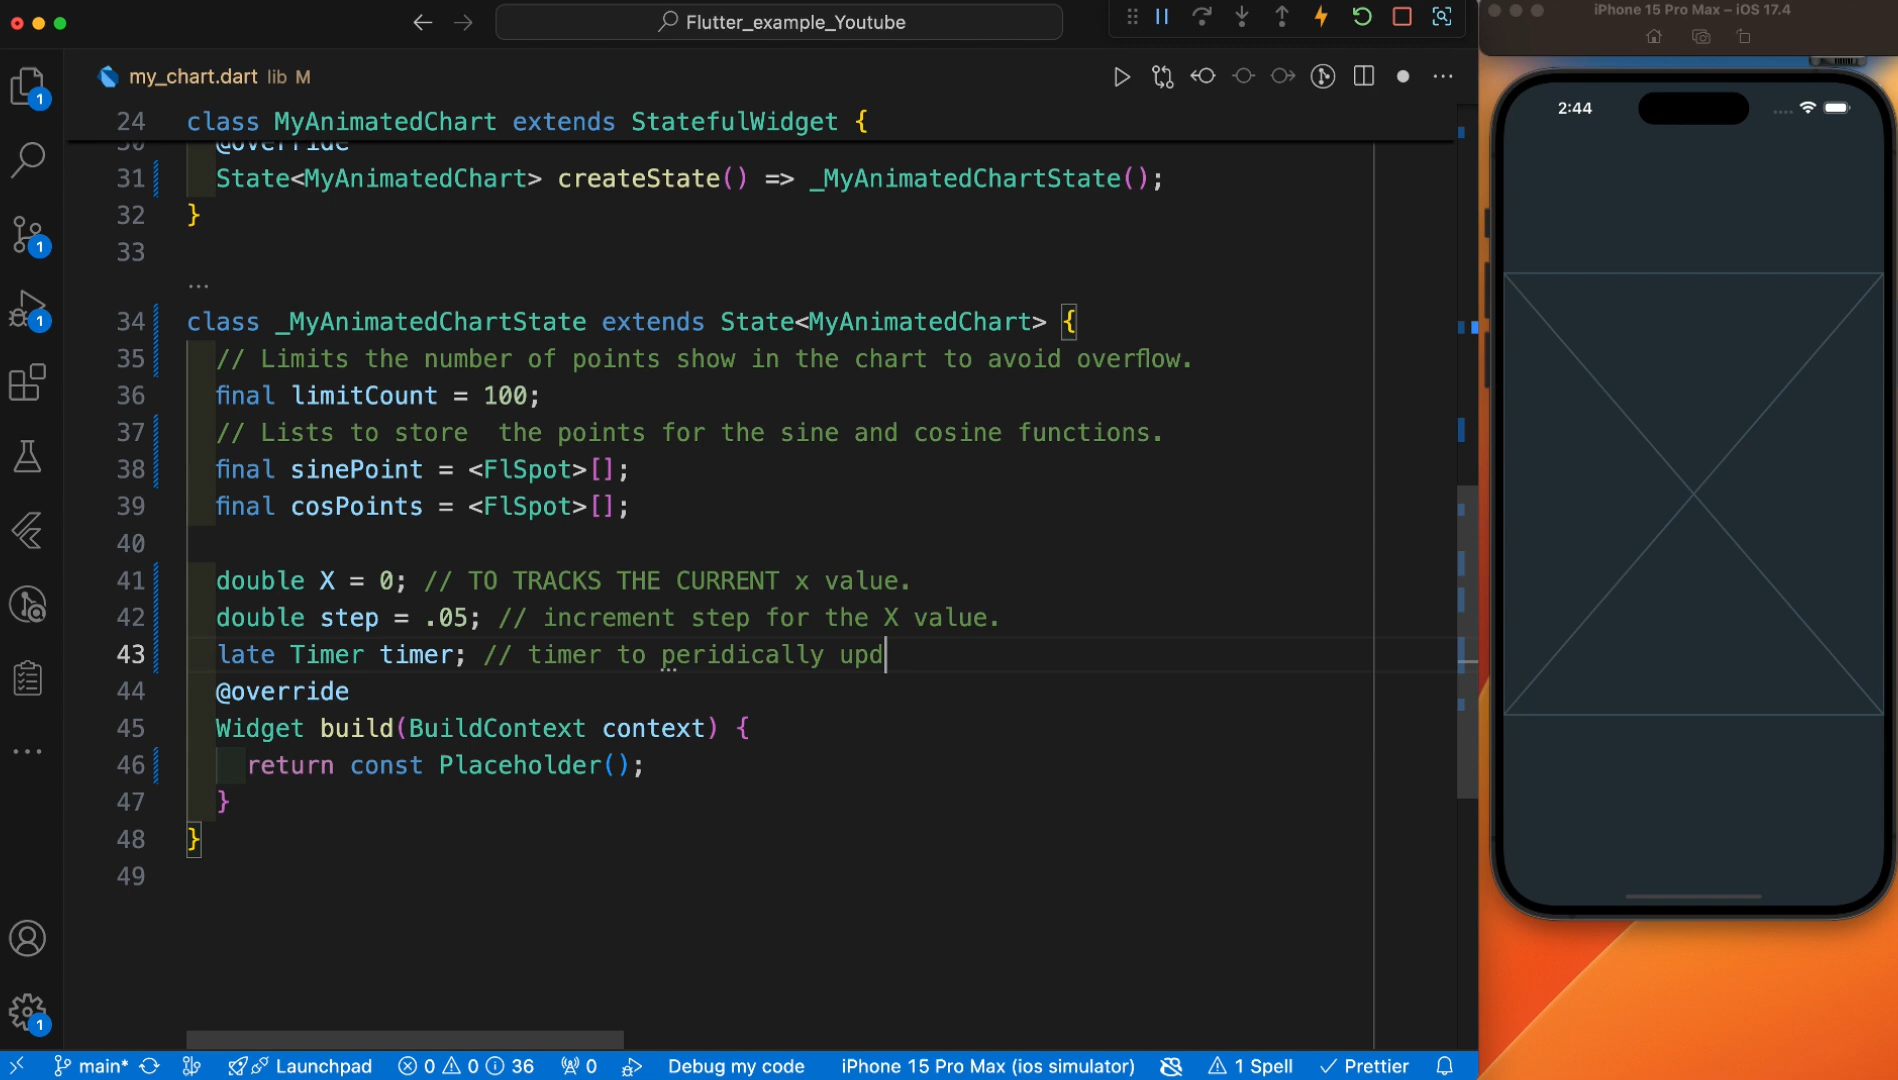 Flutter_example_Youtube
iPhone 15 Pro Max – iOS 17.4
my_chart.dart lib M
2:44
24 class MyAnimatedChart extends StatefulWidget {
30 @override
31 State<MyAnimatedChart> createState() => _MyAnimatedChartState();
32 }
33
...
34 class _MyAnimatedChartState extends State<MyAnimatedChart> {
35 // Limits the number of points show in the chart to avoid overflow.
36 final limitCount = 100;
37 // Lists to store  the points for the sine and cosine functions.
38 final sinePoint = <FlSpot>[];
39 final cosPoints = <FlSpot>[];
40
41 double X = 0; // TO TRACKS THE CURRENT x value.
42 double step = .05; // increment step for the X value.
43 late Timer timer; // timer to peridically upd
44 @override
45 Widget build(BuildContext context) {
46 return const Placeholder();
47 }
48 }
49
1
1
1
1
main* Launchpad 0 0 36 0 Debug my code iPhone 15 Pro Max (ios simulator) 1 Spell Prettier